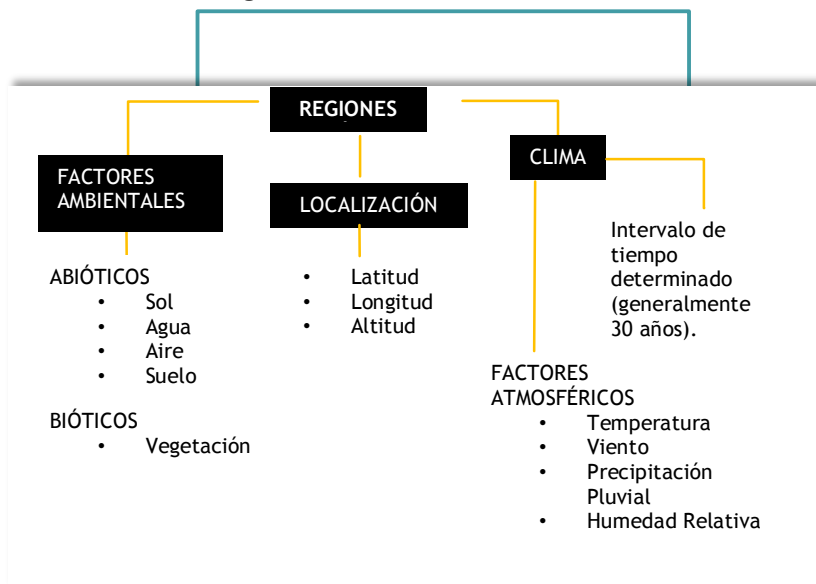 REGIONES
FACTORES
AMBIENTALES
ABIÓTICOS
• Sol
• Agua
• Aire
• Suelo
BIÓTICOS
• Vegetación
LOCALIZACIÓN
• Latitud
• Longitud
• Altitud
CLIMA
Intervalo de
tiempo
determinado
(generalmente
30 años).
FACTORES
ATMOSFÉRICOS
• Temperatura
• Viento
• Precipitación
Pluvial
• Humedad Relativa